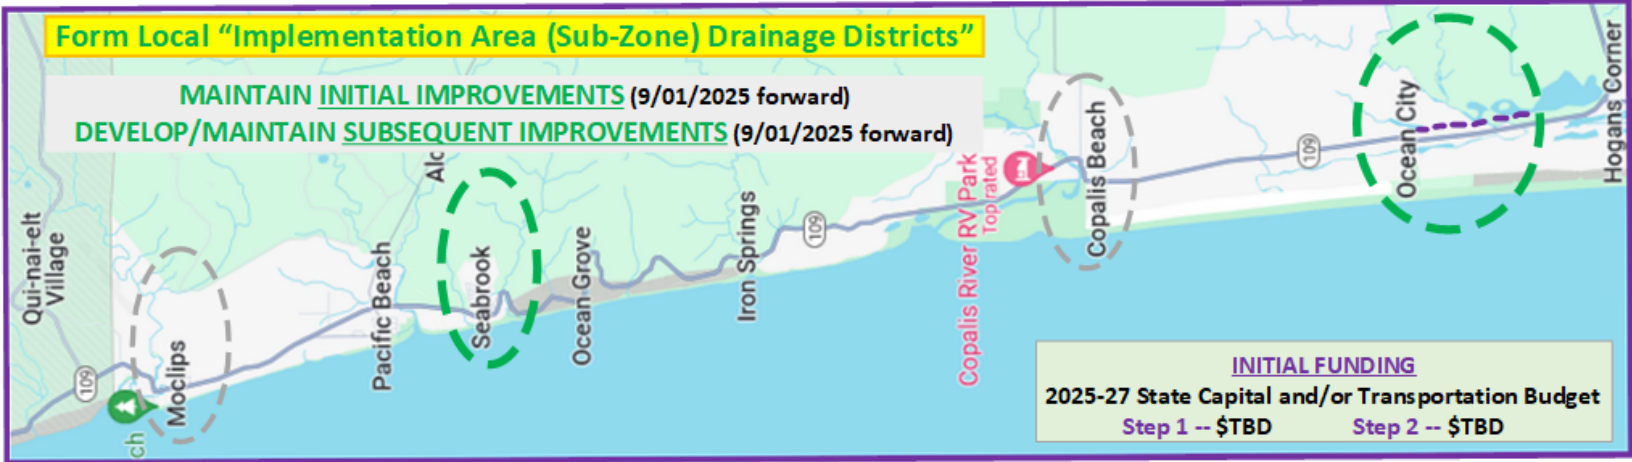 Form Local “Implementation Area (Sub-Zone) Drainage Districts”
MAINTAIN INITIAL IMPROVEMENTS (9/01/2025 forward)
DEVELOP/MAINTAIN SUBSEQUENT IMPROVEMENTS (9/01/2025 forward)
Qui-nai-elt
Village
109
ch
Moclips
Pacific Beach
Seabrook
Ocean Grove
Iron Springs
109
Copalis River RV Park
Top rated
Copalis Beach
109
Ocean City
Hogans Corner
INITIAL FUNDING
2025-27 State Capital and/or Transportation Budget
Step 1 -- $TBD Step 2 -- $TBD